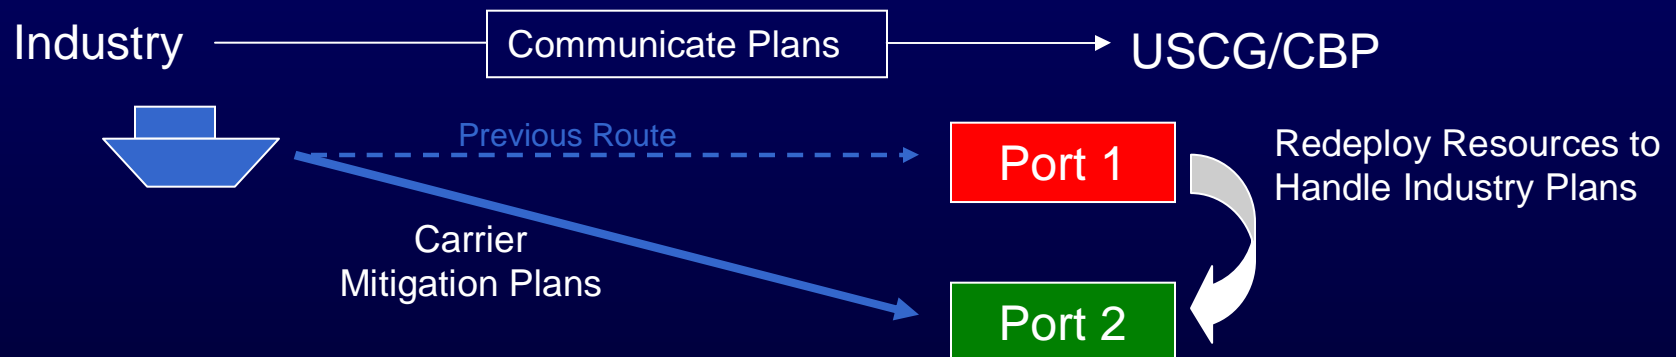 Industry
Communicate Plans
USCG/CBP
Previous Route
Port 1
Redeploy Resources to
Handle Industry Plans
Carrier
Mitigation Plans
Port 2